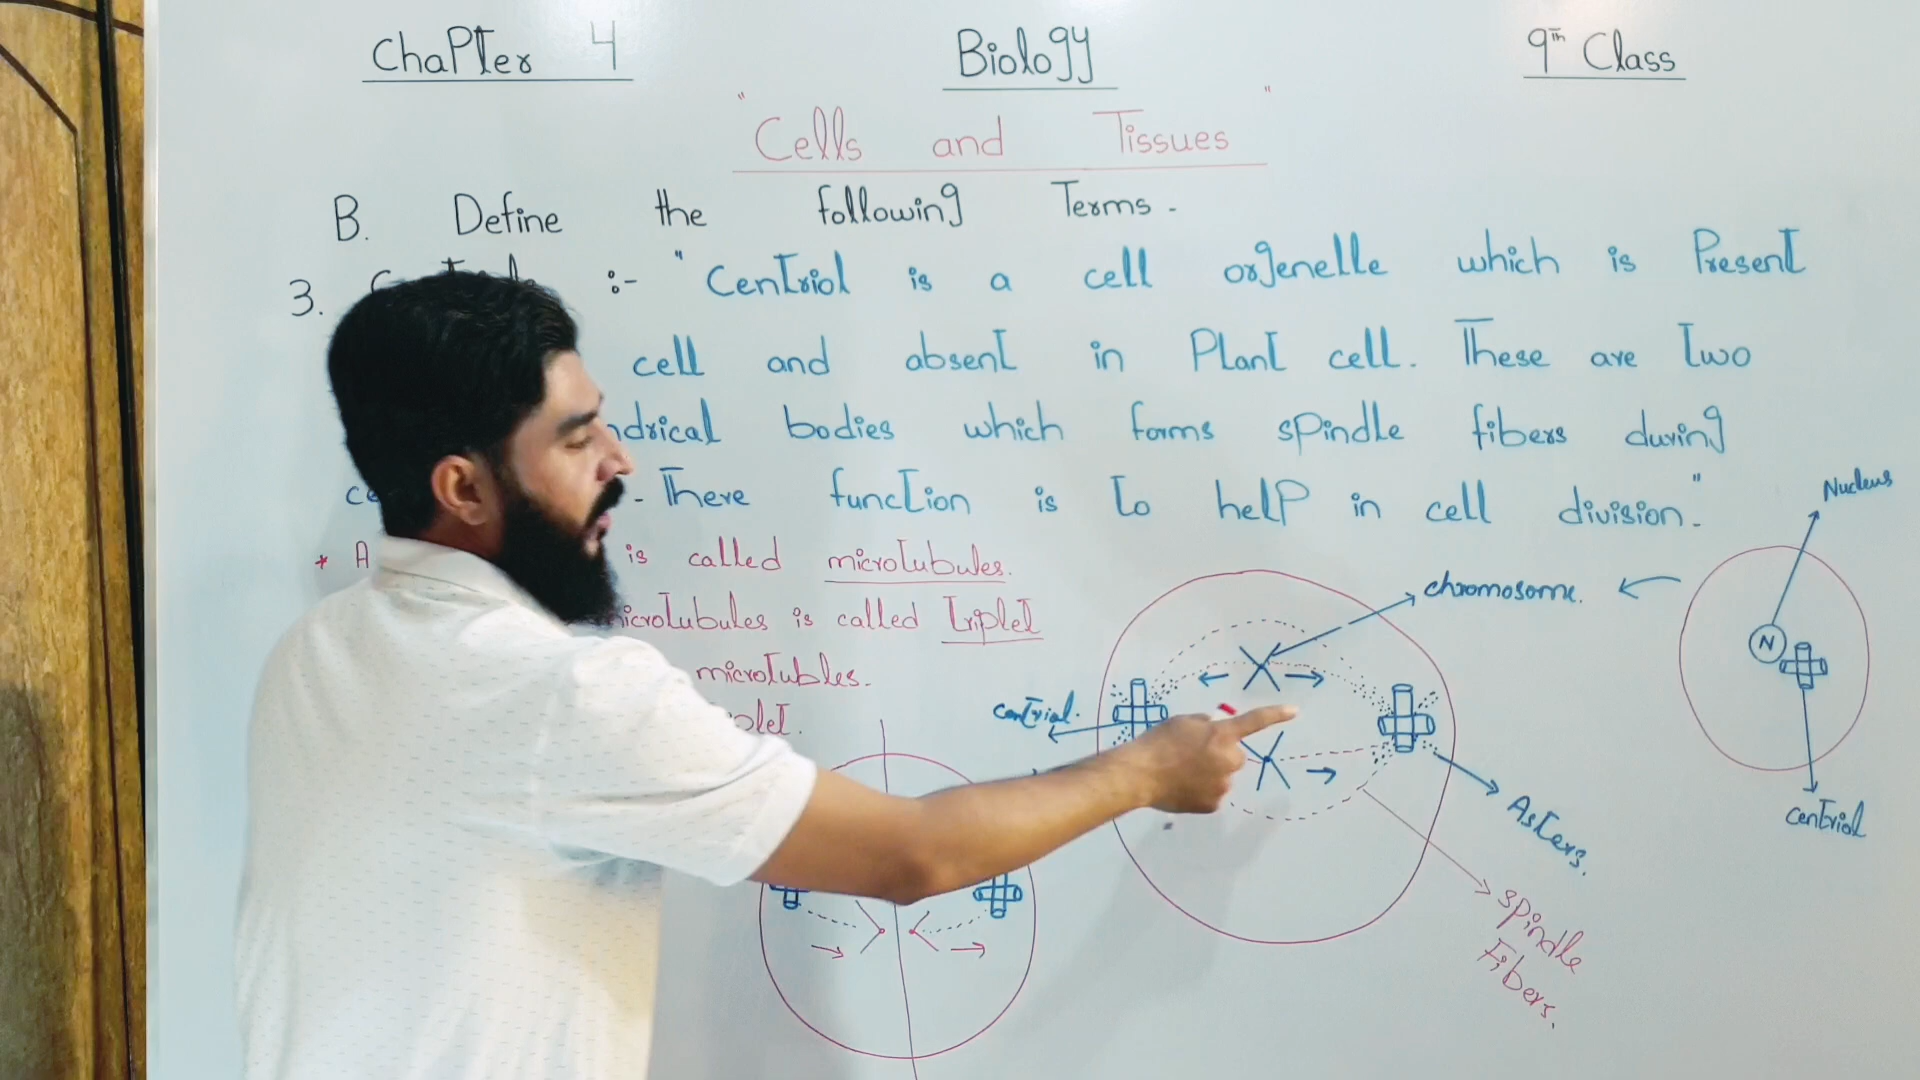 Chapter 4 Biology 9th Class
"Cells and Tissues"
B. Define the following Terms.
3. :- "Centriol is a cell orgenelle which is Present
cell and absent in Plant cell. These are two
bodies which forms spindle fibers during
There function is to help in cell division."
* A is called microtubules.
microtubules is called triplet
microtubles.
Nucleus
chromosome.
N
centriol.
centriol
Asters.
spindle
Fibers.